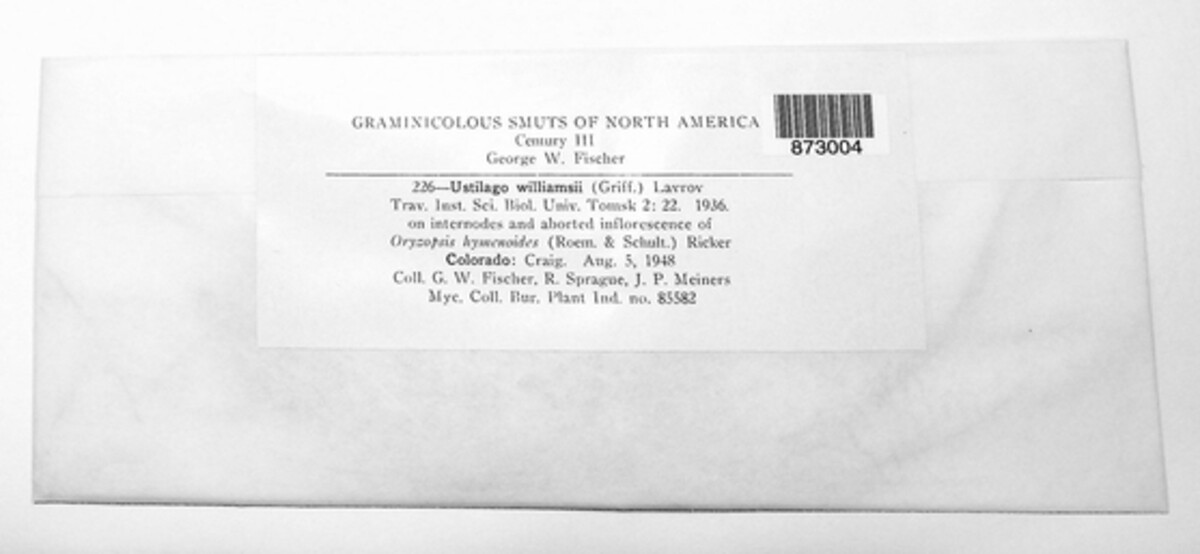 GRAMINICOLOUS SMUTS OF NORTH AMERICA
Century III
George W. Fischer
873004
226—Ustilago williamsii (Griff.) Lavrov
Trav. Inst. Sci. Biol. Univ. Tomsk 2: 22. 1936.
on internodes and aborted inflorescence of
Oryzopsis hymenoides (Roem. & Schult.) Ricker
Colorado: Craig. Aug. 5, 1948
Coll. G. W. Fischer, R. Sprague, J. P. Meiners
Myc. Coll. Bur. Plant Ind. no. 85582